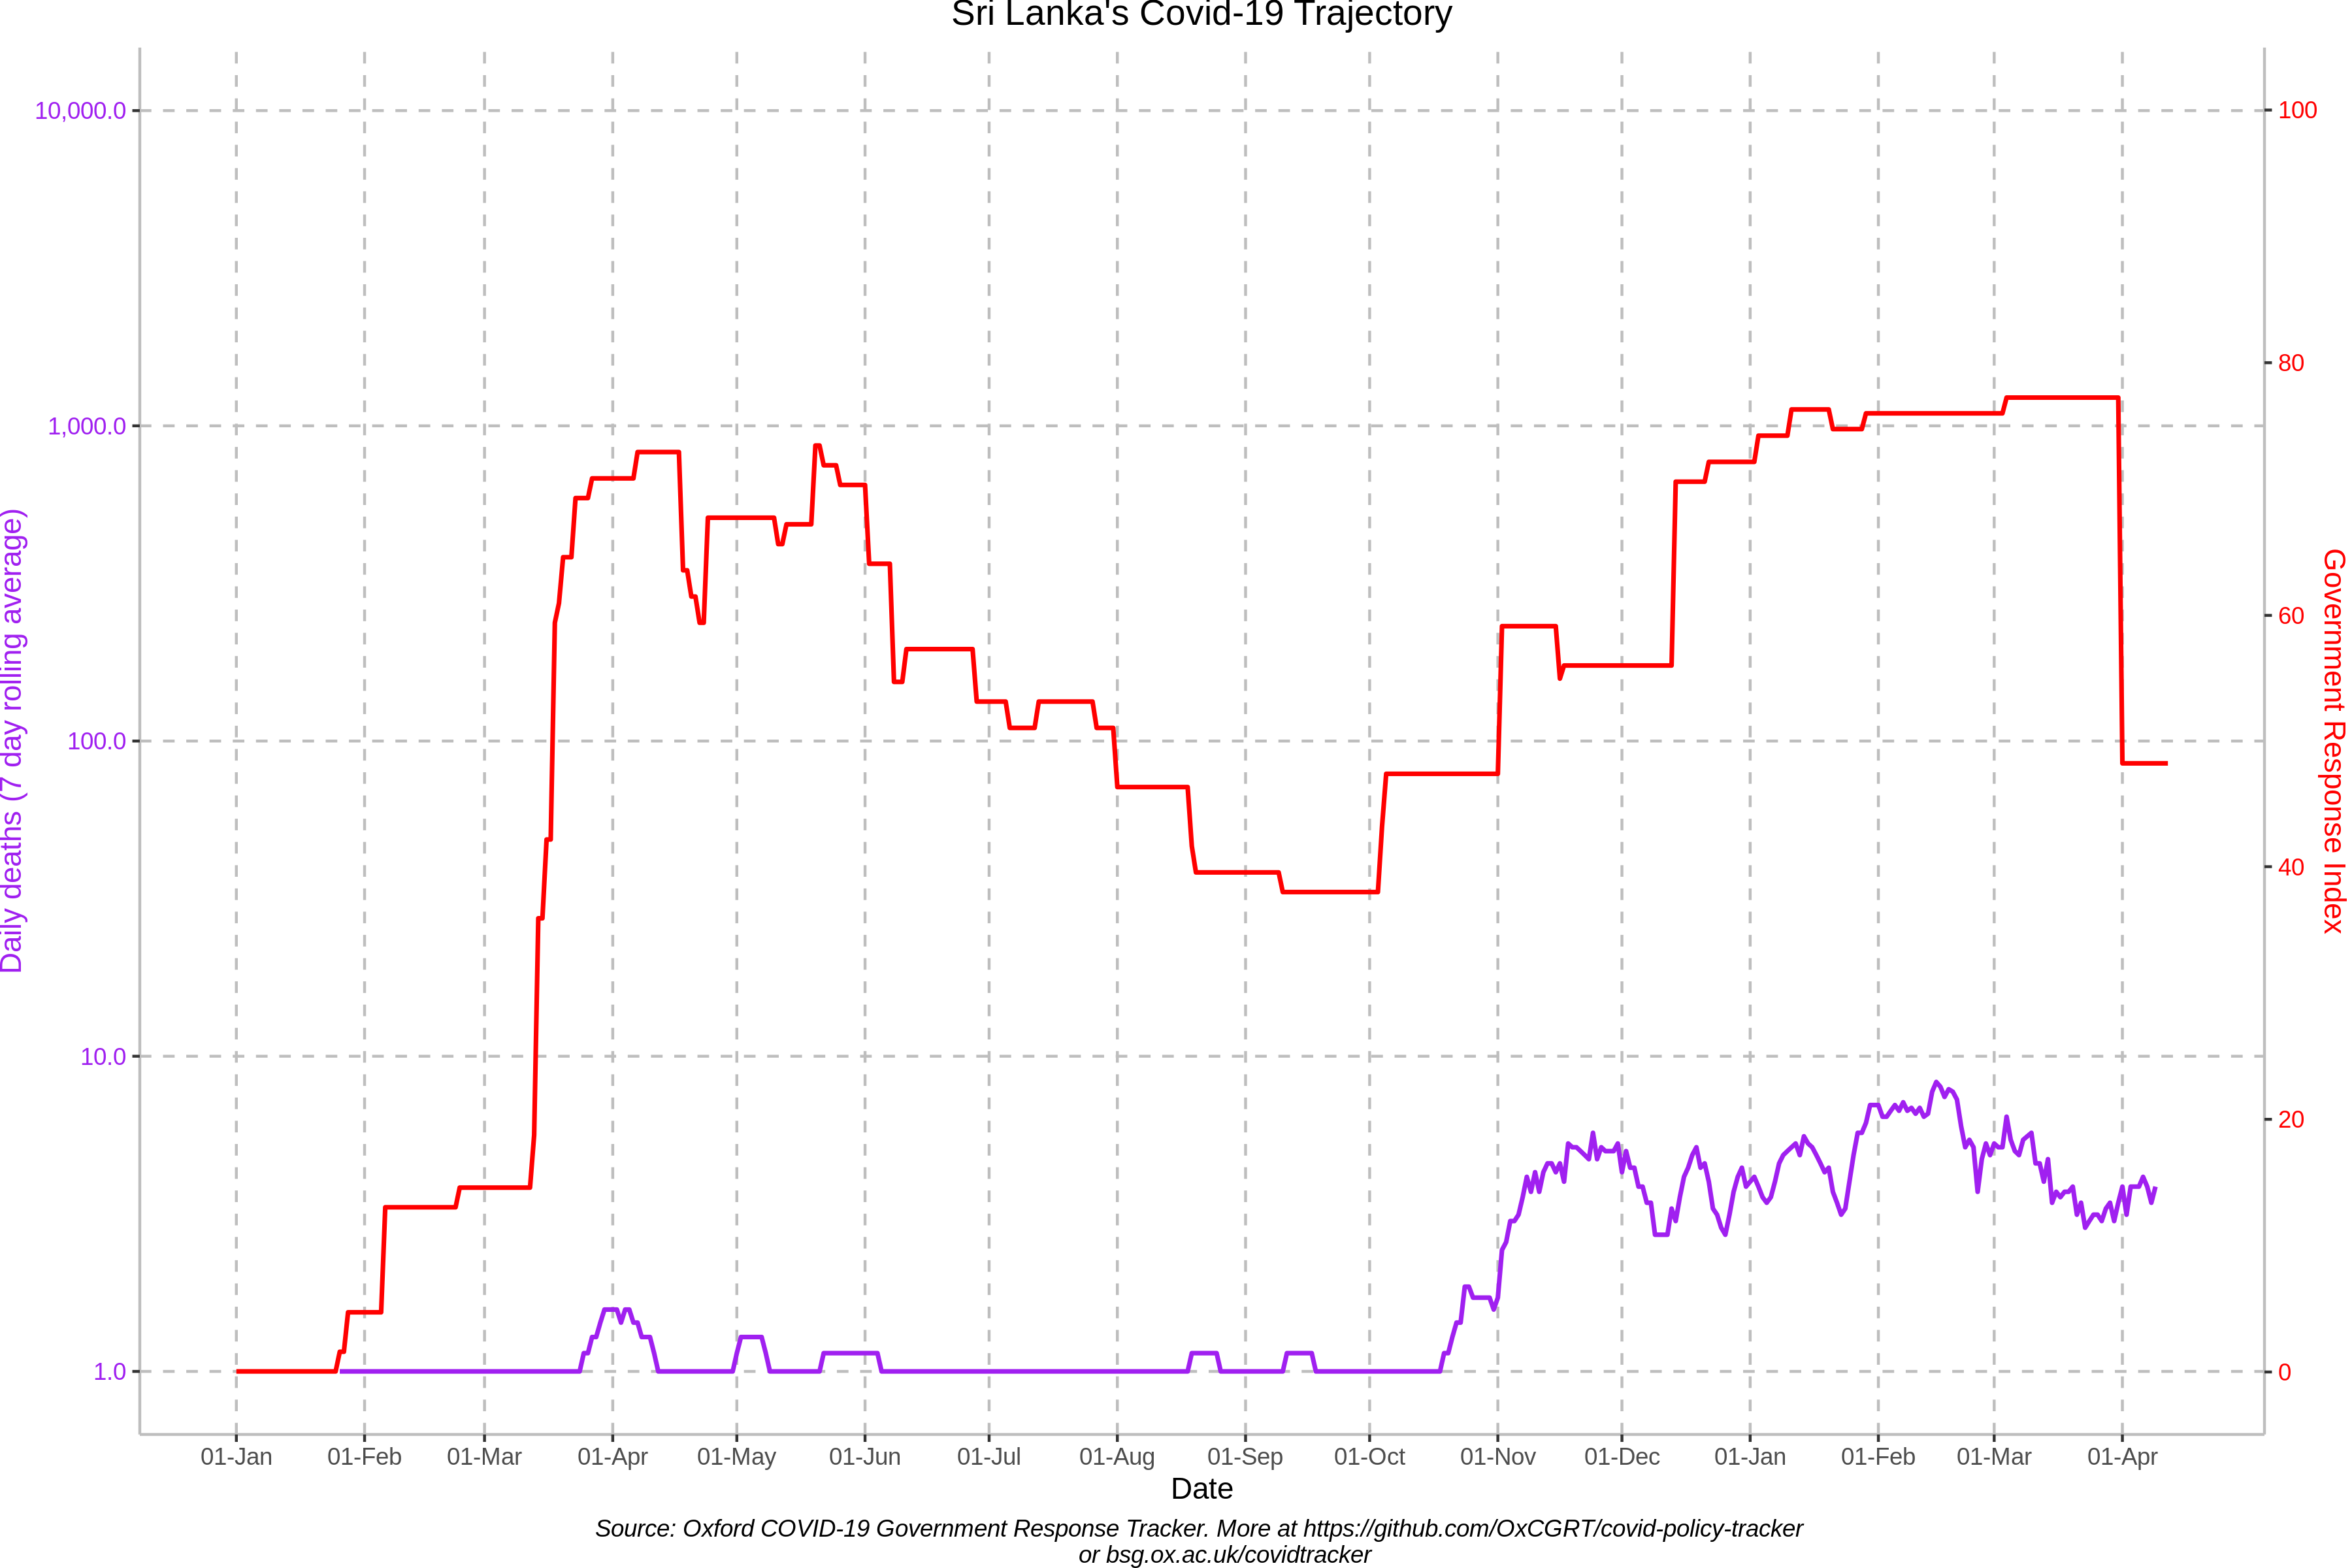 Sri Lanka's Covid-19 Trajectory
10,000.0
1,000.0
100.0
10.0
1.0
Daily deaths (7 day rolling average)
100
80
60
40
20
0
Government Response Index
01-Jan 01-Feb 01-Mar 01-Apr 01-May 01-Jun 01-Jul 01-Aug 01-Sep 01-Oct 01-Nov 01-Dec 01-Jan 01-Feb 01-Mar 01-Apr
Date
Source: Oxford COVID-19 Government Response Tracker. More at https://github.com/OxCGRT/covid-policy-tracker
or bsg.ox.ac.uk/covidtracker